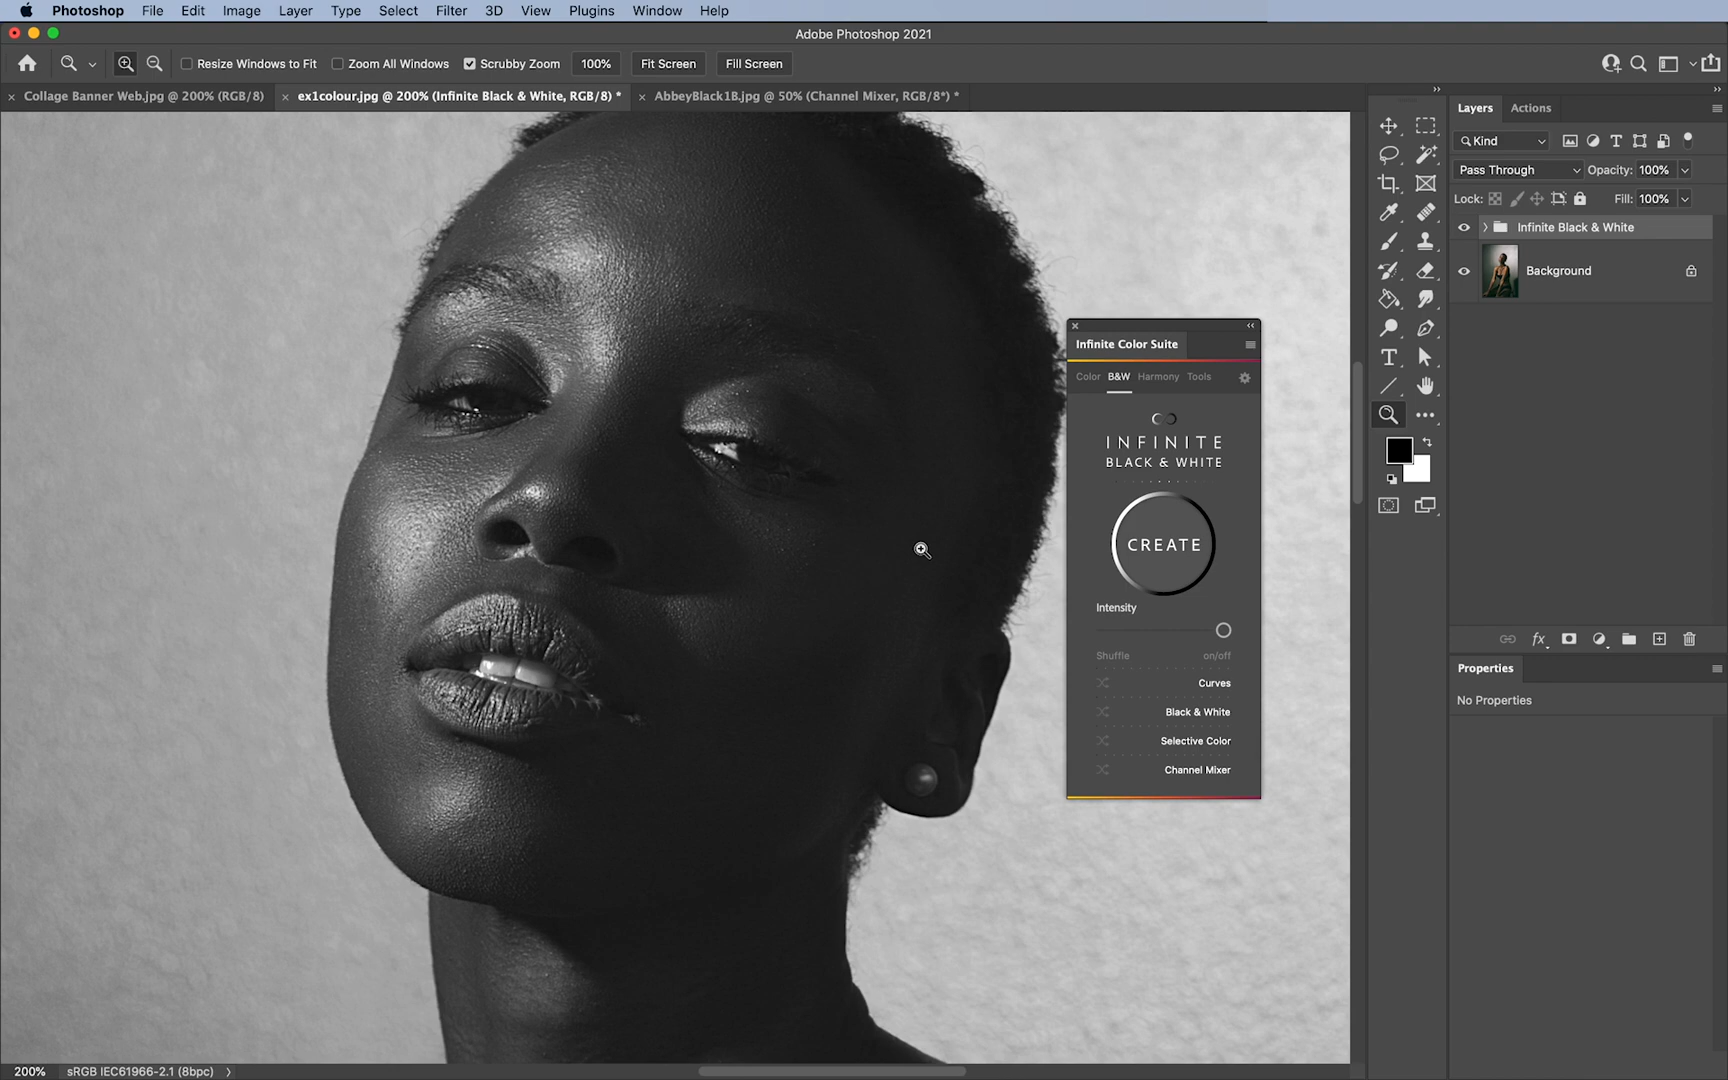 Photoshop File Edit Image Layer Type Select Filter 3D View Plugins Window Help
Adobe Photoshop 2021
Resize Windows to Fit Zoom All Windows Scrubby Zoom 100% Fit Screen Fill Screen
Collage Banner Web.jpg @ 200% (RGB/8) ex1colour.jpg @ 200% (Infinite Black & White, RGB/8) * AbbeyBlack1B.jpg @ 50% (Channel Mixer, RGB/8*) *
Layers Actions
Kind
Pass Through Opacity: 100%
Lock: Fill: 100%
Infinite Black & White
Background
Infinite Color Suite
Color B&W Harmony Tools
INFINITE
BLACK & WHITE
CREATE
Intensity
Shuffle on/off
Curves
Black & White
Selective Color
Channel Mixer
fx
Properties
No Properties
200% sRGB IEC61966-2.1 (8bpc)